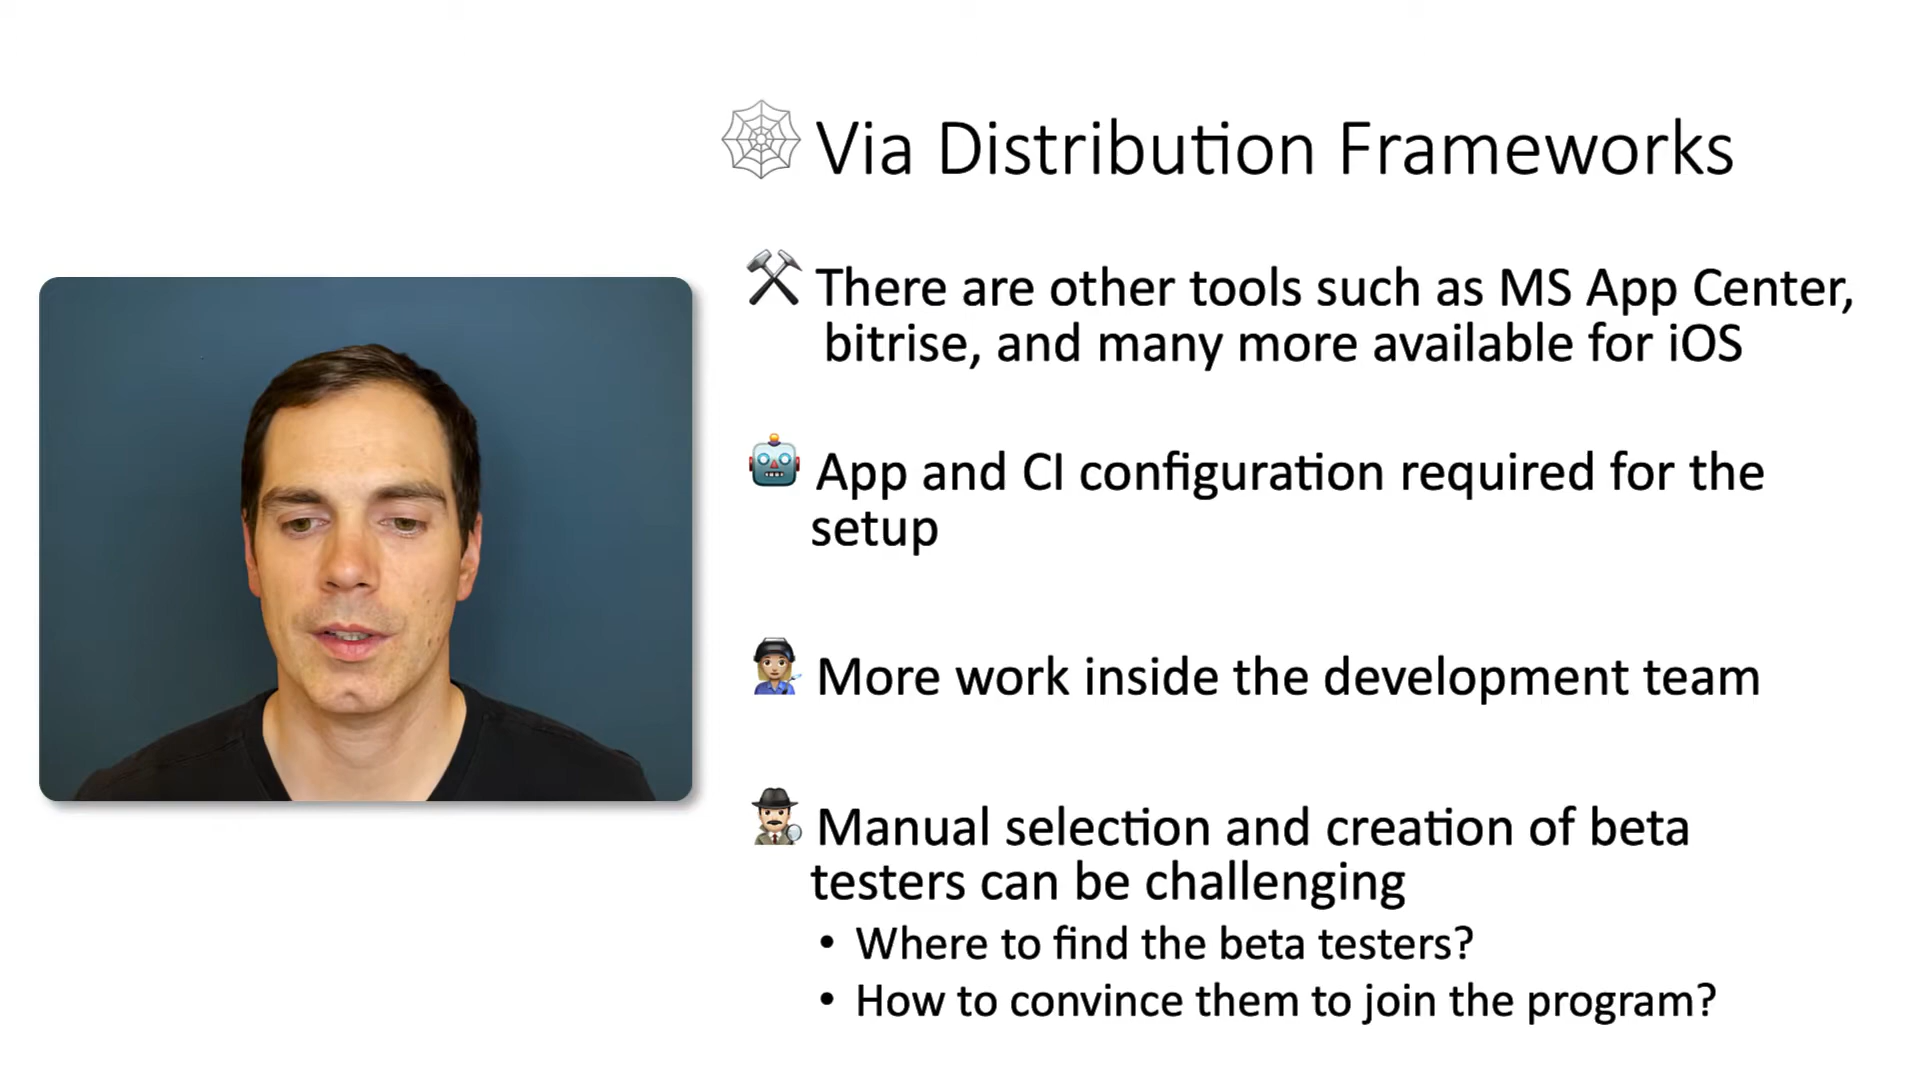 Via Distribution Frameworks
There are other tools such as MS App Center,
bitrise, and many more available for iOS
App and CI configuration required for the
setup
More work inside the development team
Manual selection and creation of beta
testers can be challenging
• Where to find the beta testers?
• How to convince them to join the program?